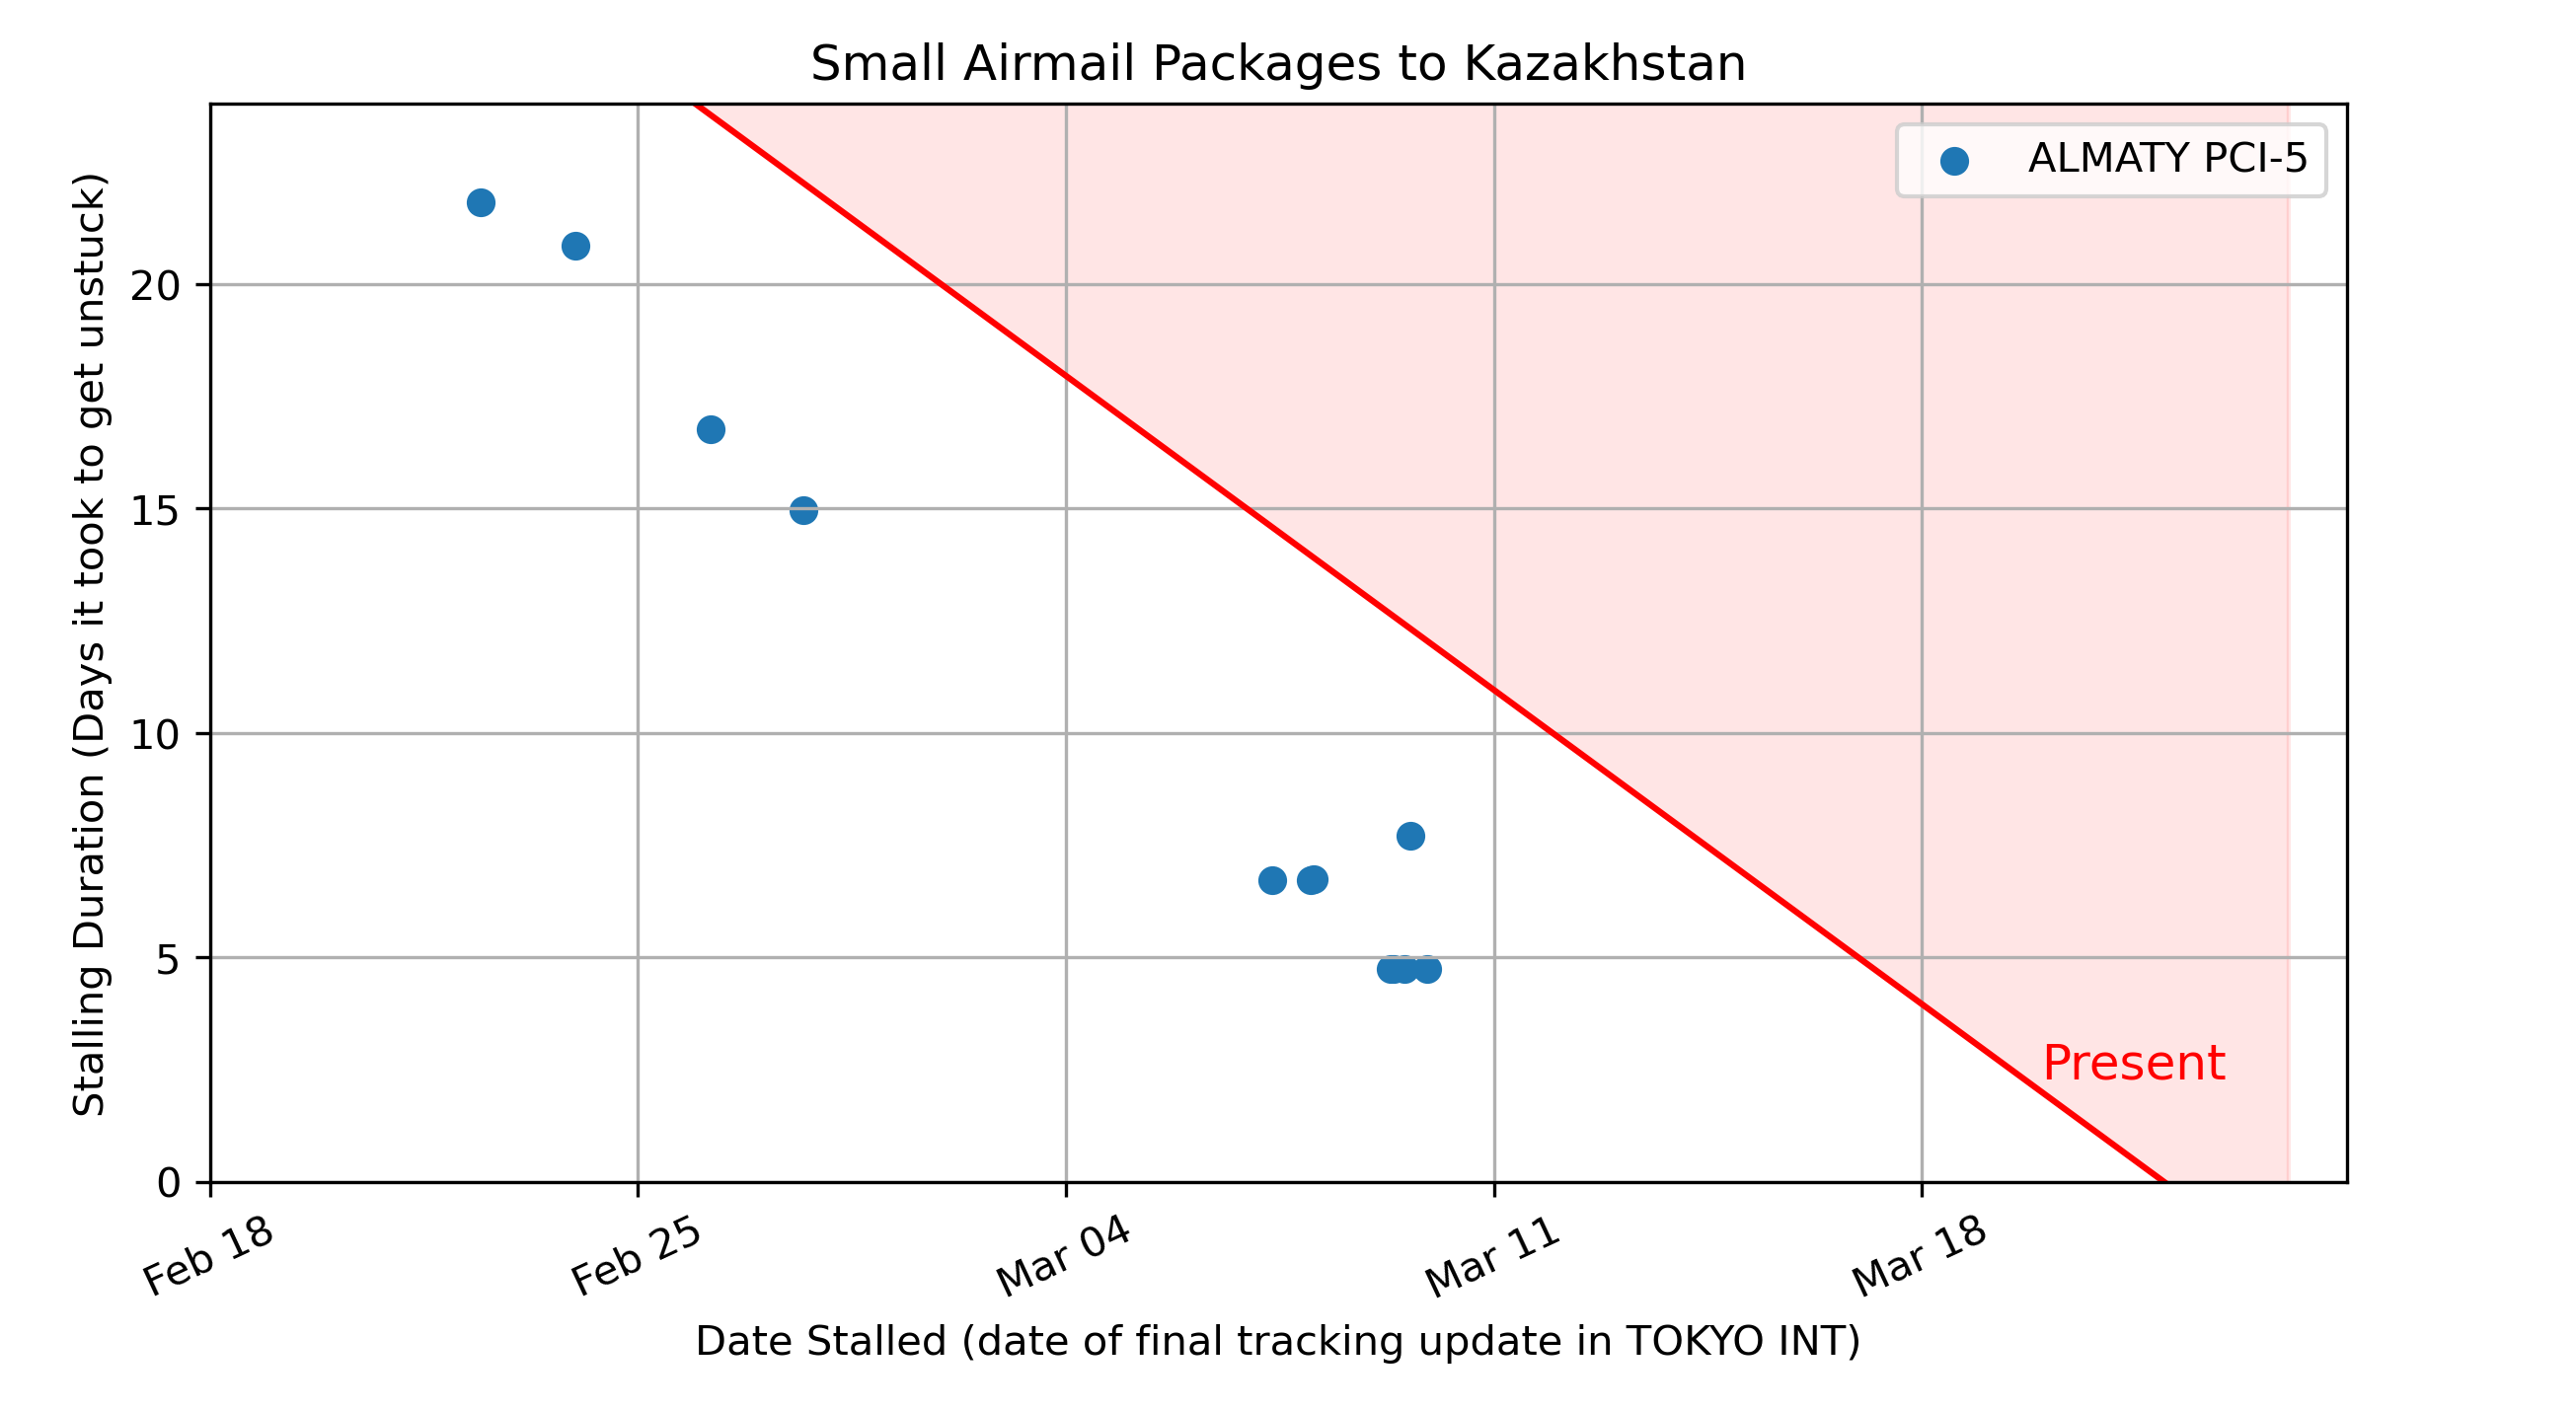 Small Airmail Packages to Kazakhstan
ALMATY PCI-5
Stalling Duration (Days it took to get unstuck)
20
15
10
5
0
Present
Feb 18
Feb 25
Mar 04
Mar 11
Mar 18
Date Stalled (date of final tracking update in TOKYO INT)